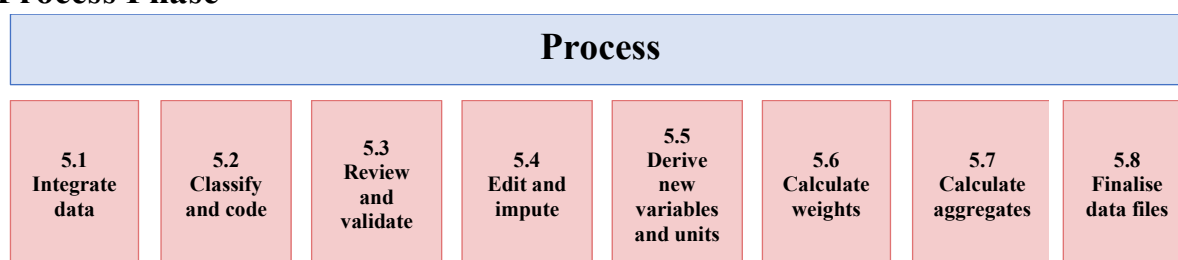 Process Phase
Process
5.1
Integrate
data
5.2
Classify
and code
5.3
Review
and
validate
5.4
Edit and
impute
5.5
Derive
new
variables
and units
5.6
Calculate
weights
5.7
Calculate
aggregates
5.8
Finalise
data files